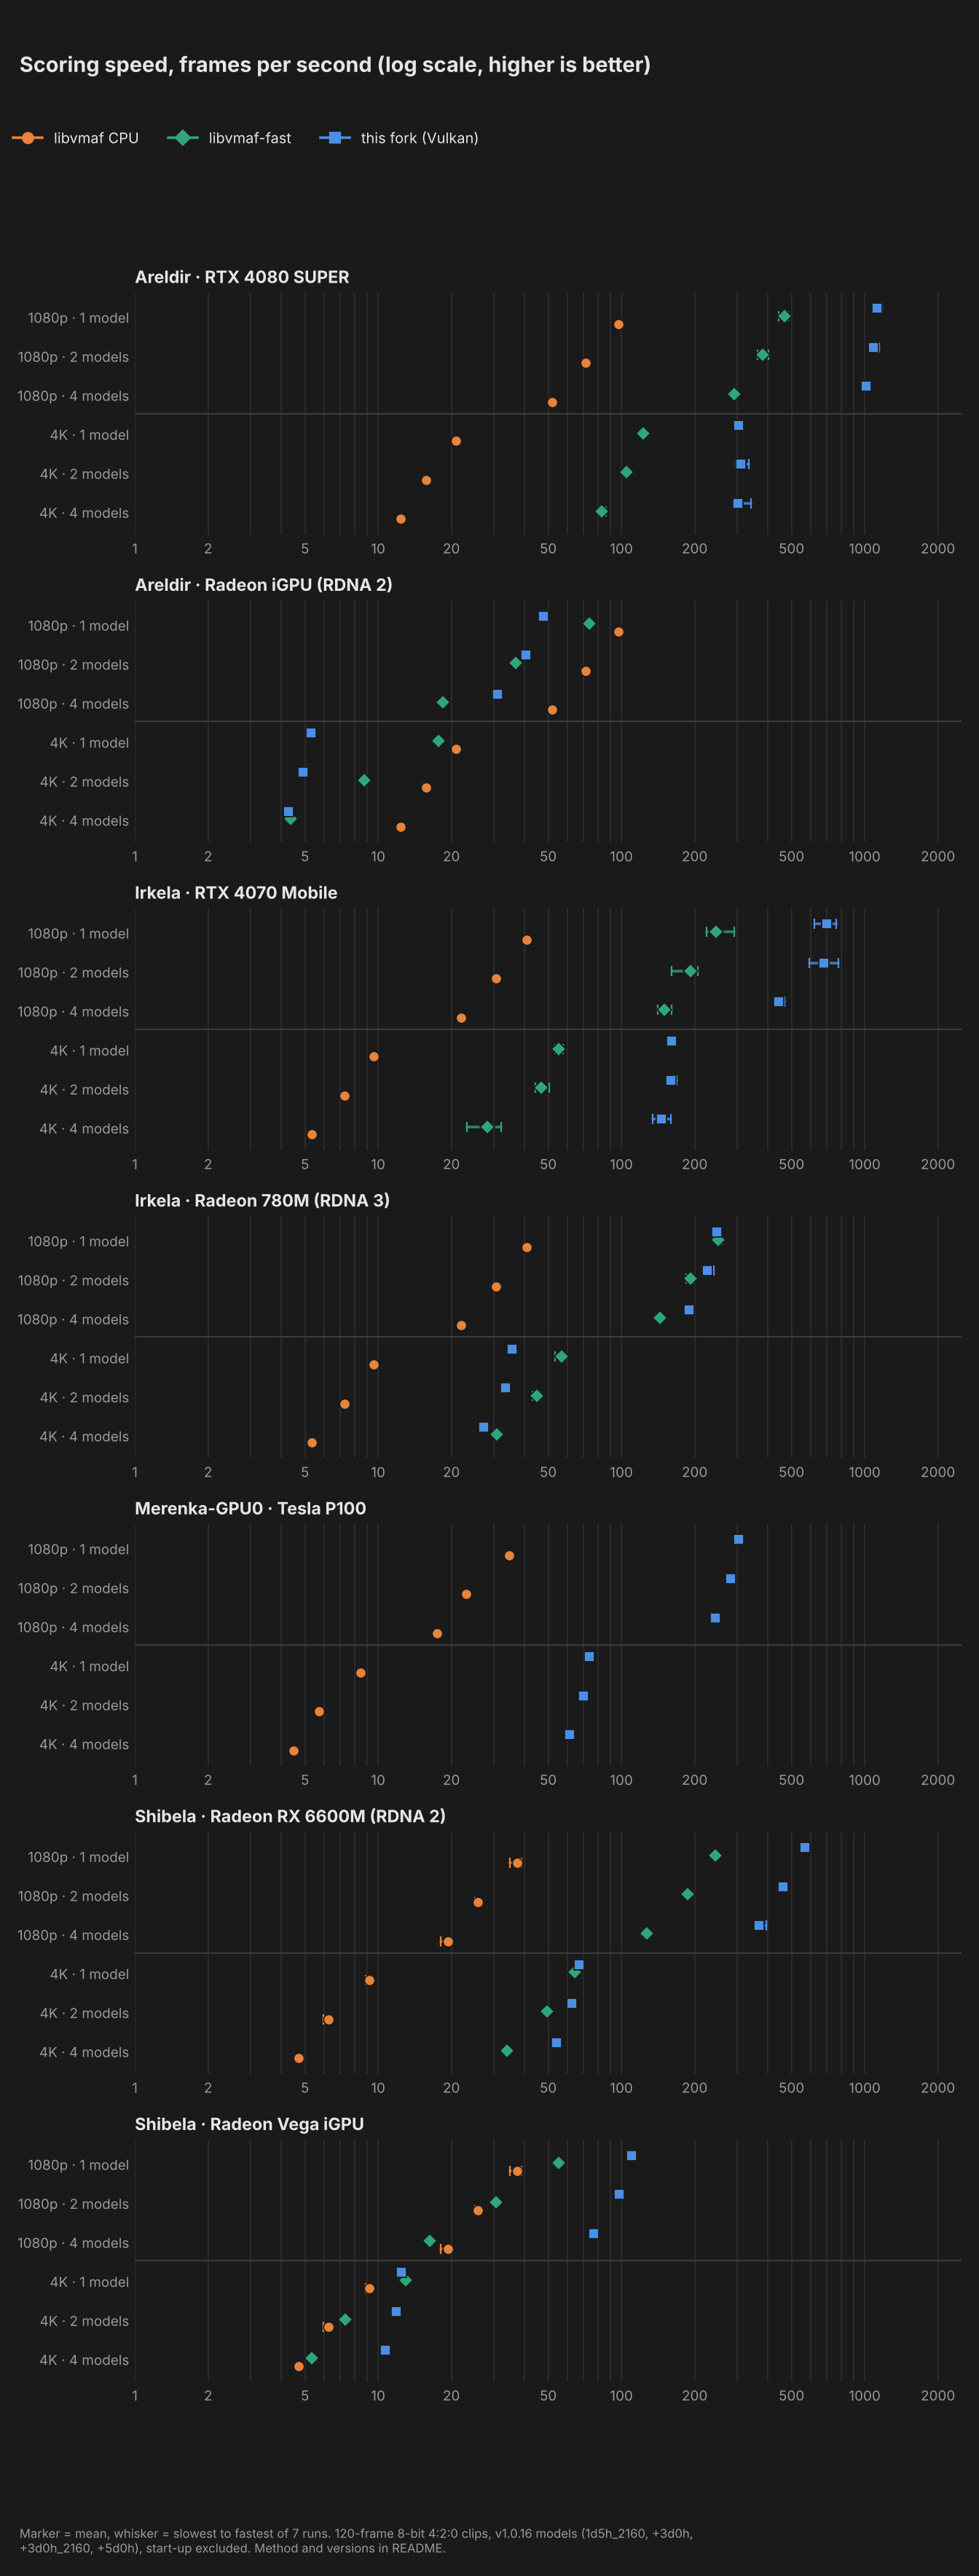 Scoring speed, frames per second (log scale, higher is better)
libvmaf CPU libvmaf-fast this fork (Vulkan)
Areldir · RTX 4080 SUPER
1080p · 1 model
1080p · 2 models
1080p · 4 models
4K · 1 model
4K · 2 models
4K · 4 models
1 2 5 10 20 50 100 200 500 1000 2000
Areldir · Radeon iGPU (RDNA 2)
1080p · 1 model
1080p · 2 models
1080p · 4 models
4K · 1 model
4K · 2 models
4K · 4 models
1 2 5 10 20 50 100 200 500 1000 2000
Irkela · RTX 4070 Mobile
1080p · 1 model
1080p · 2 models
1080p · 4 models
4K · 1 model
4K · 2 models
4K · 4 models
1 2 5 10 20 50 100 200 500 1000 2000
Irkela · Radeon 780M (RDNA 3)
1080p · 1 model
1080p · 2 models
1080p · 4 models
4K · 1 model
4K · 2 models
4K · 4 models
1 2 5 10 20 50 100 200 500 1000 2000
Merenka-GPU0 · Tesla P100
1080p · 1 model
1080p · 2 models
1080p · 4 models
4K · 1 model
4K · 2 models
4K · 4 models
1 2 5 10 20 50 100 200 500 1000 2000
Shibela · Radeon RX 6600M (RDNA 2)
1080p · 1 model
1080p · 2 models
1080p · 4 models
4K · 1 model
4K · 2 models
4K · 4 models
1 2 5 10 20 50 100 200 500 1000 2000
Shibela · Radeon Vega iGPU
1080p · 1 model
1080p · 2 models
1080p · 4 models
4K · 1 model
4K · 2 models
4K · 4 models
1 2 5 10 20 50 100 200 500 1000 2000
Marker = mean, whisker = slowest to fastest of 7 runs. 120-frame 8-bit 4:2:0 clips, v1.0.16 models (1d5h_2160, +3d0h,
+3d0h_2160, +5d0h), start-up excluded. Method and versions in README.